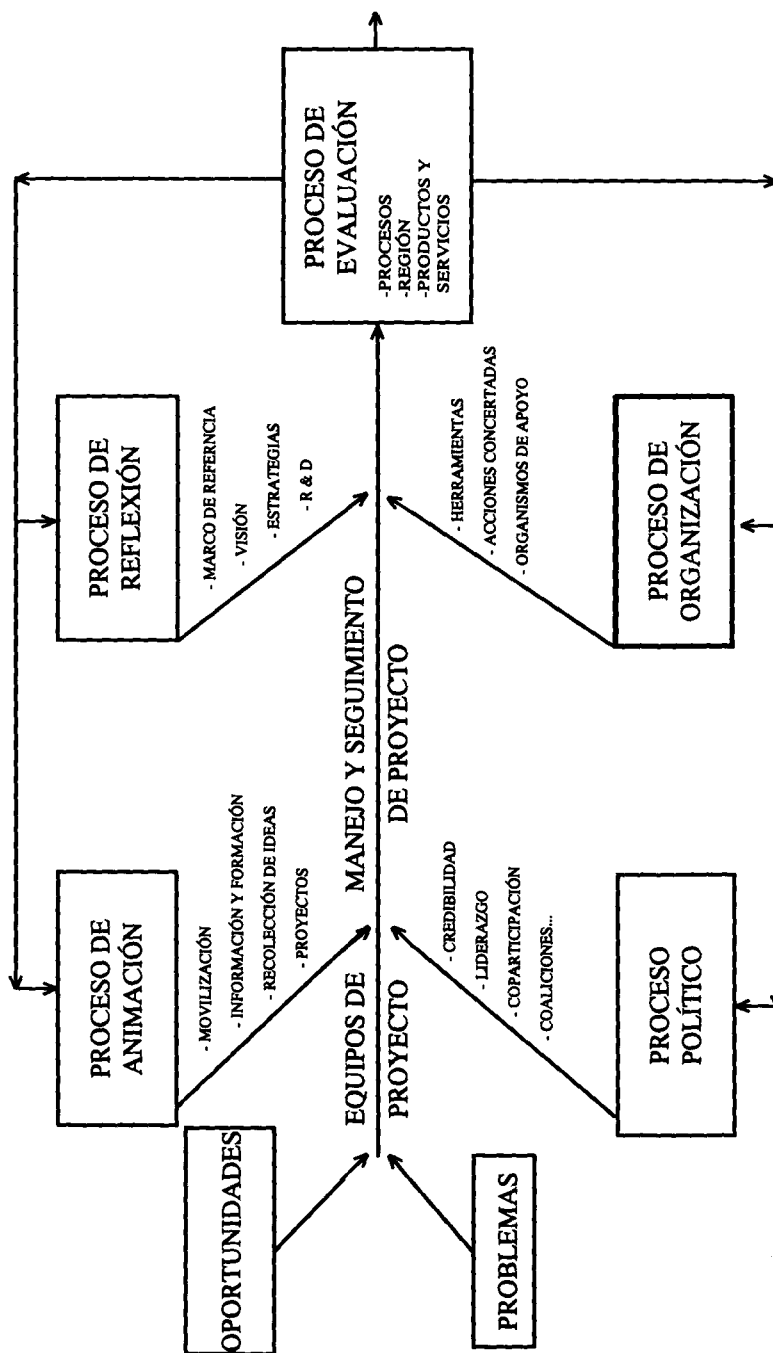 OPORTUNIDADES
PROBLEMAS
PROCESO DE
ANIMACIÓN
- MOVILIZACIÓN
- INFORMACIÓN Y FORMACIÓN
- RECOLECCIÓN DE IDEAS
- PROYECTOS
PROCESO DE
REFLEXIÓN
- MARCO DE REFERNCIA
- VISIÓN
- ESTRATEGIAS
- R & D
EQUIPOS DE
PROYECTO
MANEJO Y SEGUIMIENTO
DE PROYECTO
- CREDIBILIDAD
- LIDERAZGO
- COPARTICIPACIÓN
- COALICIONES...
PROCESO
POLÍTICO
- HERRAMIENTAS
- ACCIONES CONCERTADAS
- ORGANISMOS DE APOYO
PROCESO DE
ORGANIZACIÓN
PROCESO DE
EVALUACIÓN
-PROCESOS
-REGIÓN
-PRODUCTOS Y
SERVICIOS